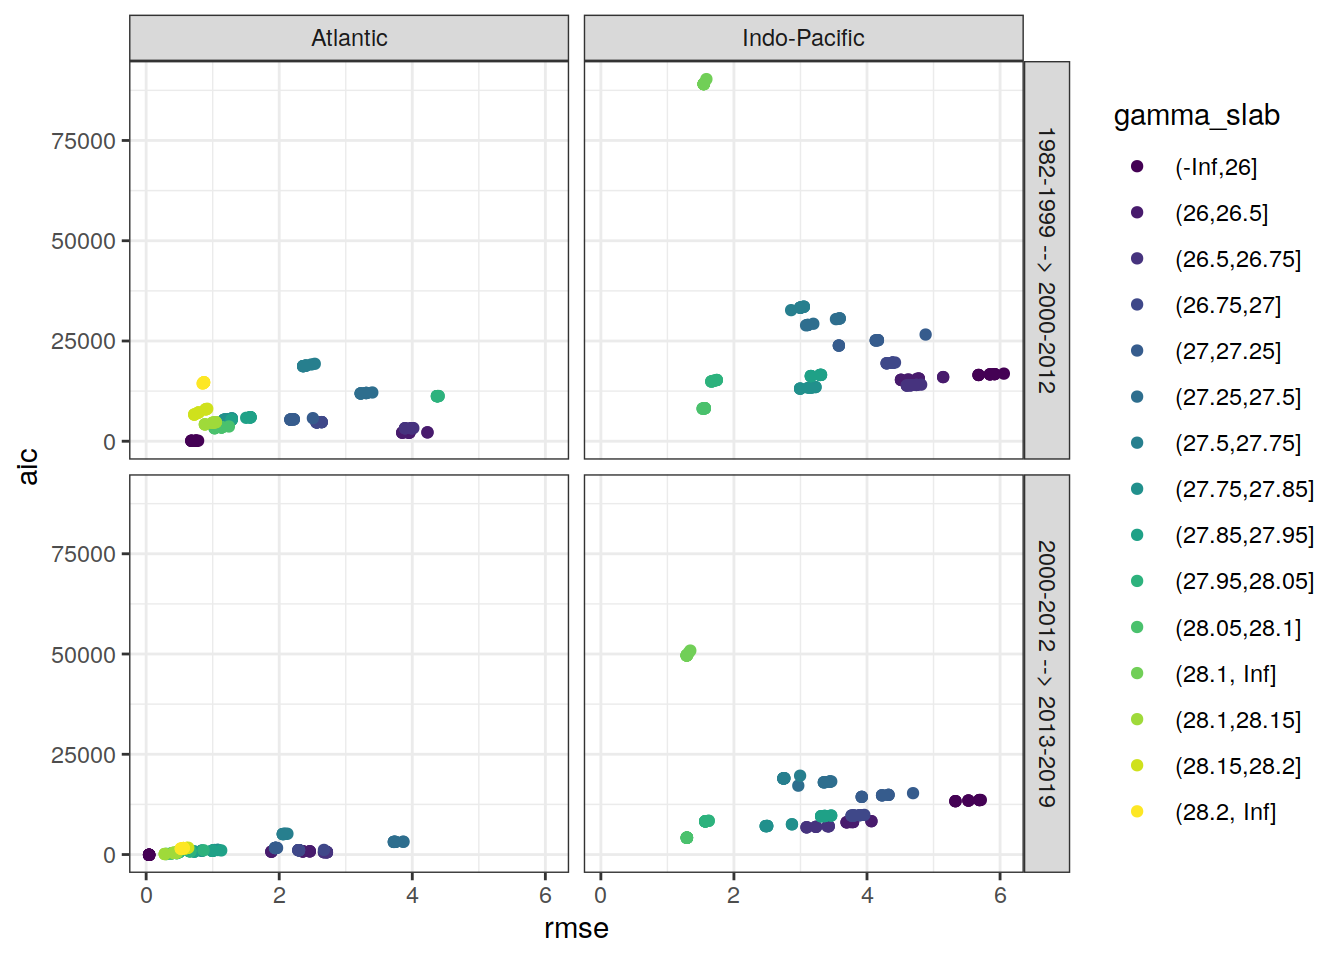 Atlantic
Indo-Pacific
75000
50000
25000
0
1982-1999 --> 2000-2012
75000
50000
25000
0
2000-2012 --> 2013-2019
0
2
4
6
0
2
4
6
rmse
aic
gamma_slab
(-Inf,26]
(26,26.5]
(26.5,26.75]
(26.75,27]
(27,27.25]
(27.25,27.5]
(27.5,27.75]
(27.75,27.85]
(27.85,27.95]
(27.95,28.05]
(28.05,28.1]
(28.1, Inf]
(28.1,28.15]
(28.15,28.2]
(28.2, Inf]